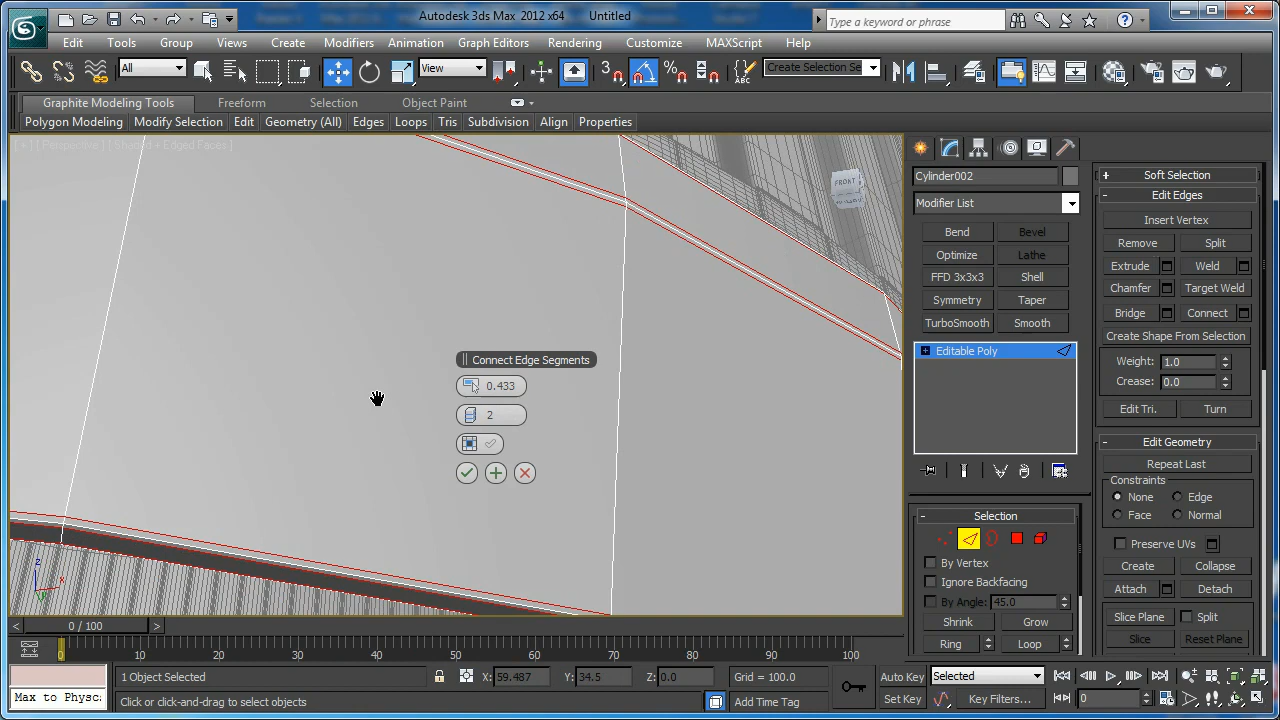 Autodesk 3ds Max 2012 x64 Untitled
Type a keyword or phrase
Edit Tools Group Views Create Modifiers Animation Graph Editors Rendering Customize MAXScript Help
All View Create Selection Se
Graphite Modeling Tools Freeform Selection Object Paint
Polygon Modeling Modify Selection Edit Geometry (All) Edges Loops Tris Subdivision Align Properties
[ + ] [ Perspective ] [ Shaded + Edged Faces ]
FRONT
Connect Edge Segments
0.433
2
z
x
Cylinder002
Modifier List
Bend Bevel
Optimize Lathe
FFD 3x3x3 Shell
Symmetry Taper
TurboSmooth Smooth
Editable Poly
- Selection
By Vertex
Ignore Backfacing
By Angle: 45.0
Shrink Grow
Ring Loop
+ Soft Selection
- Edit Edges
Insert Vertex
Remove Split
Extrude Weld
Chamfer Target Weld
Bridge Connect
Create Shape From Selection
Weight: 1.0
Crease: 0.0
Edit Tri. Turn
- Edit Geometry
Repeat Last
Constraints
None Edge
Face Normal
Preserve UVs
Create Collapse
Attach Detach
Slice Plane Split
Slice Reset Plane
< 0 / 100 >
0 10 20 30 40 50 60 70 80 90 100
1 Object Selected X: 59.487 Y: 34.5 Z: 0.0 Grid = 100.0 Auto Key Selected
Max to Physc Click or click-and-drag to select objects Add Time Tag Set Key Key Filters... 0